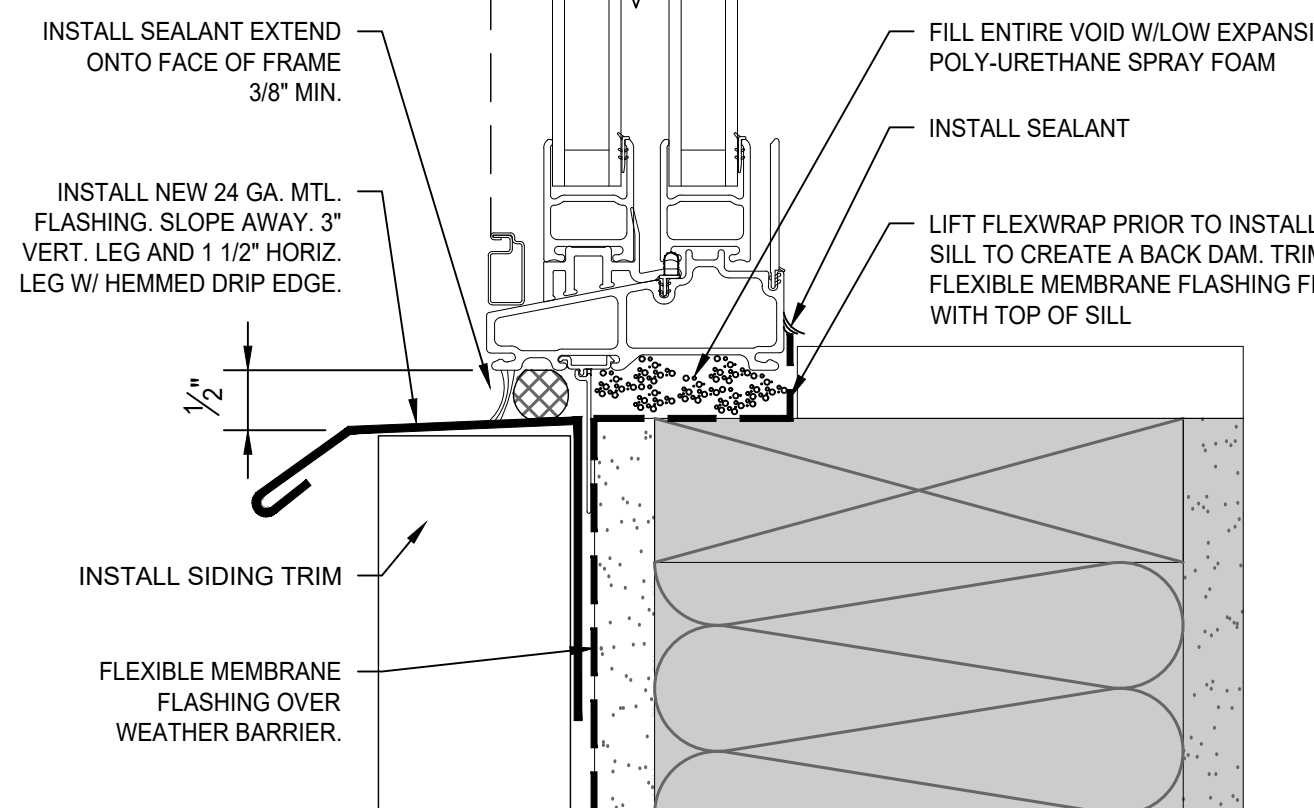 INSTALL SEALANT EXTEND
ONTO FACE OF FRAME
3/8" MIN.
INSTALL NEW 24 GA. MTL.
FLASHING. SLOPE AWAY. 3"
VERT. LEG AND 1 1/2" HORIZ.
LEG W/ HEMMED DRIP EDGE.
1/2"
INSTALL SIDING TRIM
FLEXIBLE MEMBRANE
FLASHING OVER
WEATHER BARRIER.
FILL ENTIRE VOID W/LOW EXPANSI
POLY-URETHANE SPRAY FOAM
INSTALL SEALANT
LIFT FLEXWRAP PRIOR TO INSTALL
SILL TO CREATE A BACK DAM. TRIM
FLEXIBLE MEMBRANE FLASHING F
WITH TOP OF SILL